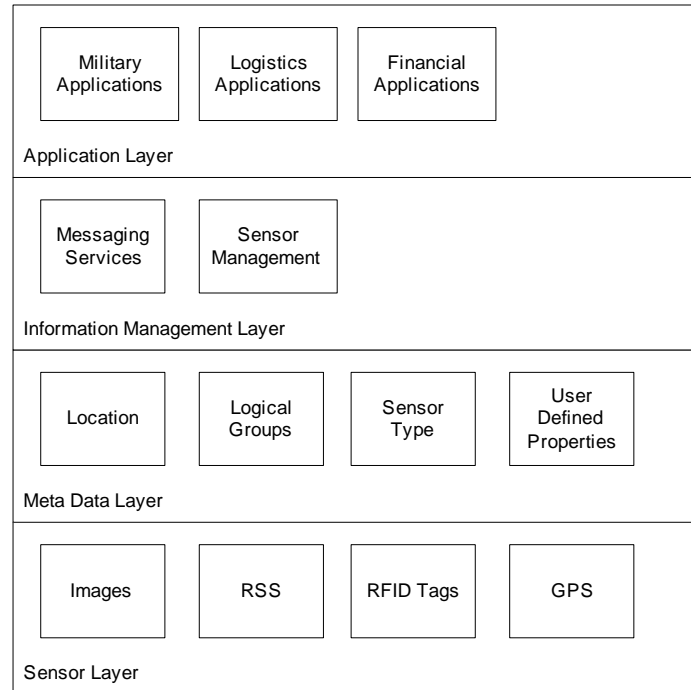 Military
Applications
Logistics
Applications
Financial
Applications
Application Layer
Messaging
Services
Sensor
Management
Information Management Layer
Location
Logical
Groups
Sensor
Type
User
Defined
Properties
Meta Data Layer
Images
RSS
RFID Tags
GPS
Sensor Layer